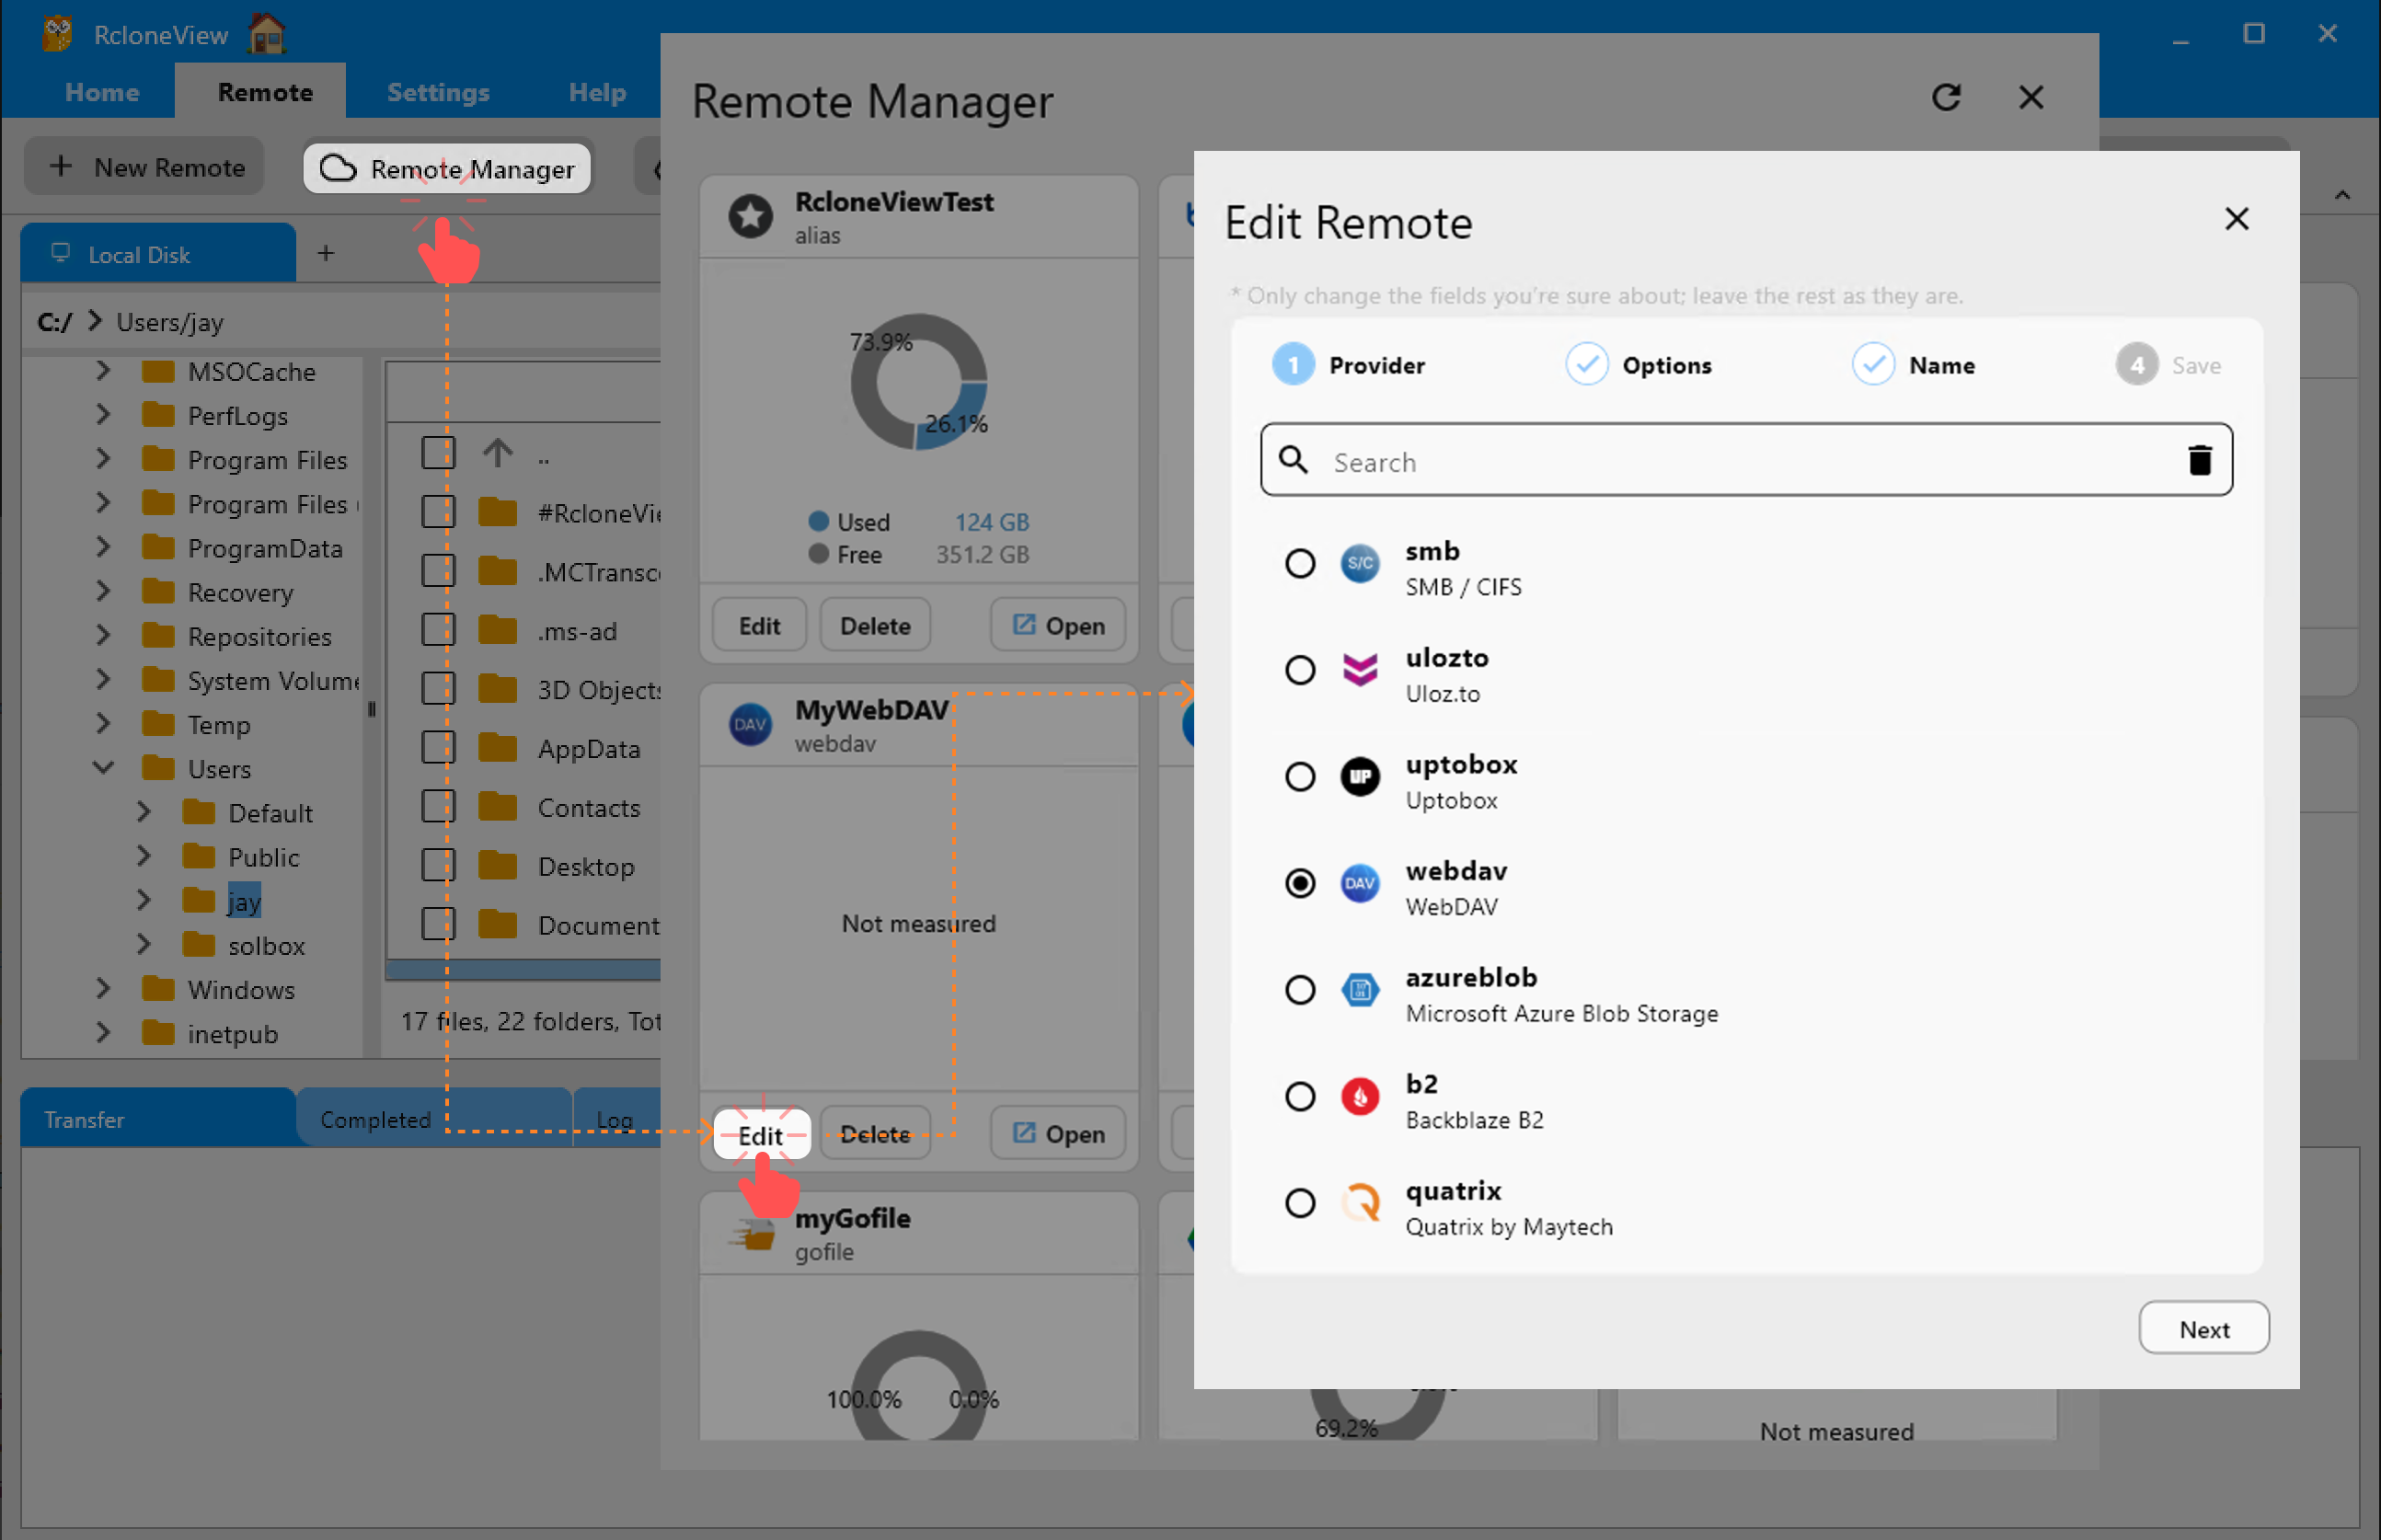 RcloneView
Home Remote Settings Help
+ New Remote
Remote Manager
Local Disk +
C:/ > Users/jay
MSOCache
PerfLogs
Program Files
Program Files
ProgramData
Recovery
Repositories
System Volume
Temp
Users
Default
Public
jay
solbox
Windows
inetpub
..
#RcloneVie
.MCTransc
.ms-ad
3D Objects
AppData
Contacts
Desktop
Document
17 files, 22 folders, Tot
Transfer Completed Log
Remote Manager
RcloneViewTest
alias
73.9%
26.1%
Used 124 GB
Free 351.2 GB
Edit Delete Open
MyWebDAV
DAV
webdav
Not measured
Edit Delete Open
myGofile
gofile
100.0% 0.0%
69.2%
Not measured
Edit Remote
* Only change the fields you're sure about; leave the rest as they are.
1 Provider Options Name 4 Save
Search
smb
S/C
SMB / CIFS
ulozto
Uloz.to
uptobox
UP
Uptobox
webdav
DAV
WebDAV
azureblob
Microsoft Azure Blob Storage
b2
Backblaze B2
quatrix
Quatrix by Maytech
Next